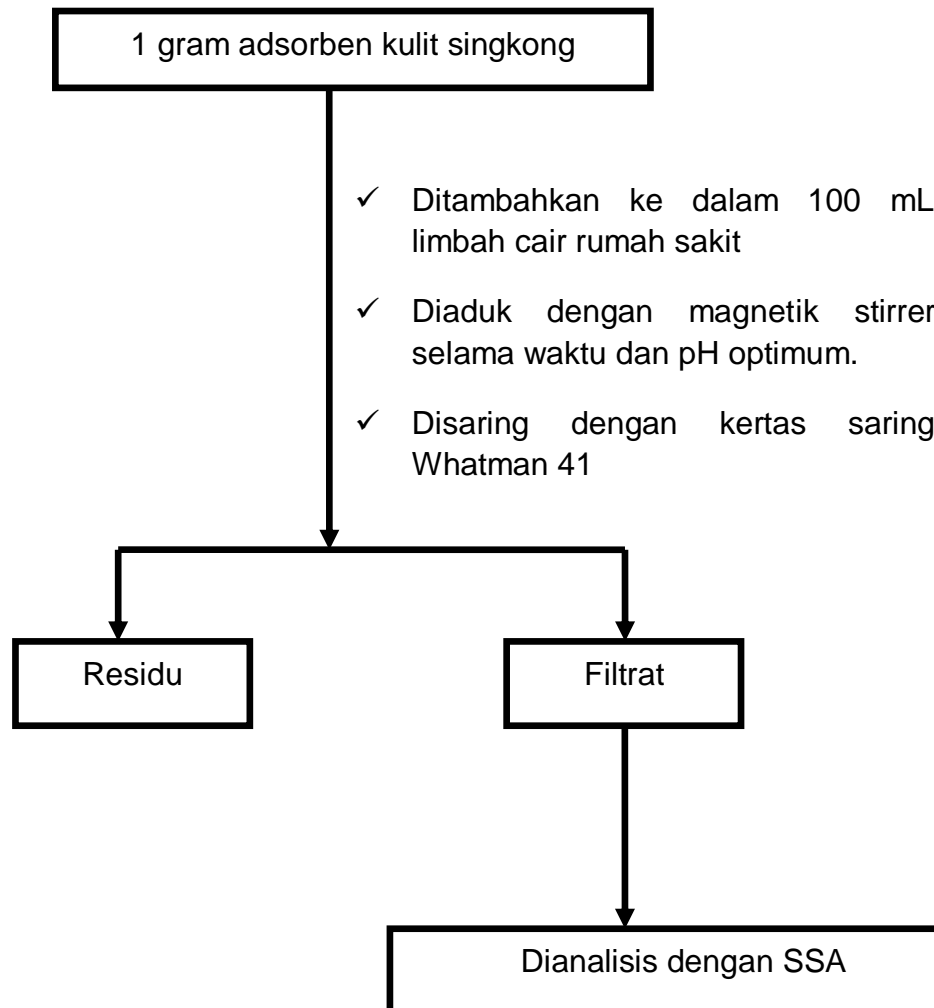 1 gram adsorben kulit singkong
✓ Ditambahkan ke dalam 100 mL
limbah cair rumah sakit
✓ Diaduk dengan magnetik stirrer
selama waktu dan pH optimum.
✓ Disaring dengan kertas saring
Whatman 41
Residu
Filtrat
Dianalisis dengan SSA